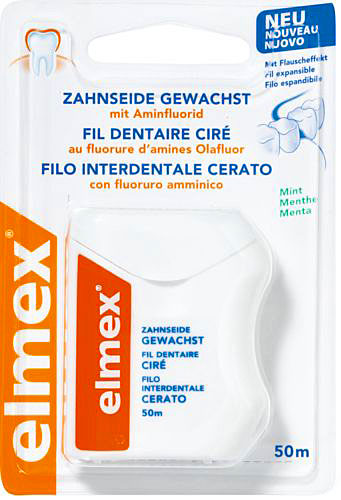 NEU
NOUVEAU
NUOVO
Mit Flauscheffekt
Fil expansible
Filo espandibile
ZAHNSEIDE GEWACHST
mit Aminfluorid
FIL DENTAIRE CIRÉ
au fluorure d'amines Olafluor
FILO INTERDENTALE CERATO
con fluoruro amminico
Mint
Menthe
Menta
elmex®
elmex®
ZAHNSEIDE
GEWACHST
FIL DENTAIRE
CIRÉ
FILO
INTERDENTALE
CERATO
50m
50m